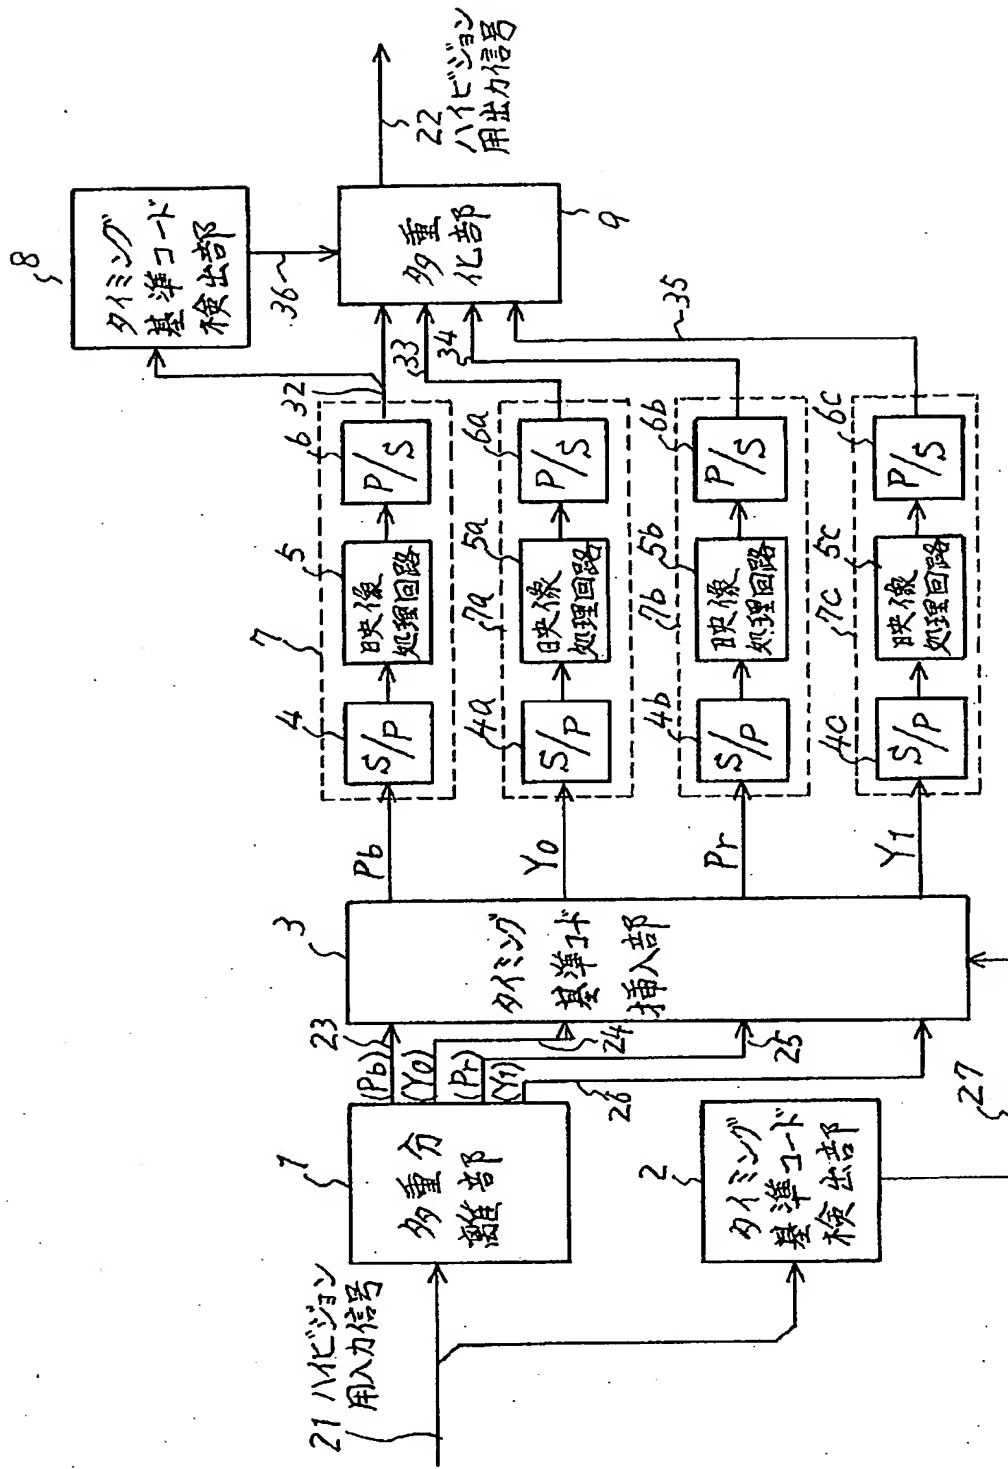 21 ハイビジョン
用入力信号
1
多重分
離部
2
タイミング
基準コード
検出部
27
(Pb)
(Y0)
(Pr)
(Y1)
23
24
25
26
3
タイミング
基準コード
挿入部
Pb
Y0
Pr
Y1
7
4
S/P
5
映像
処理回路
6
P/S
7a
4a
S/P
5a
映像
処理回路
6a
P/S
7b
4b
S/P
5b
映像
処理回路
6b
P/S
7c
4c
S/P
5c
映像
処理回路
6c
P/S
32
33
34
35
8
タイミング
基準コード
検出部
36
9
多重
化部
22
ハイビジョン
用出力信号